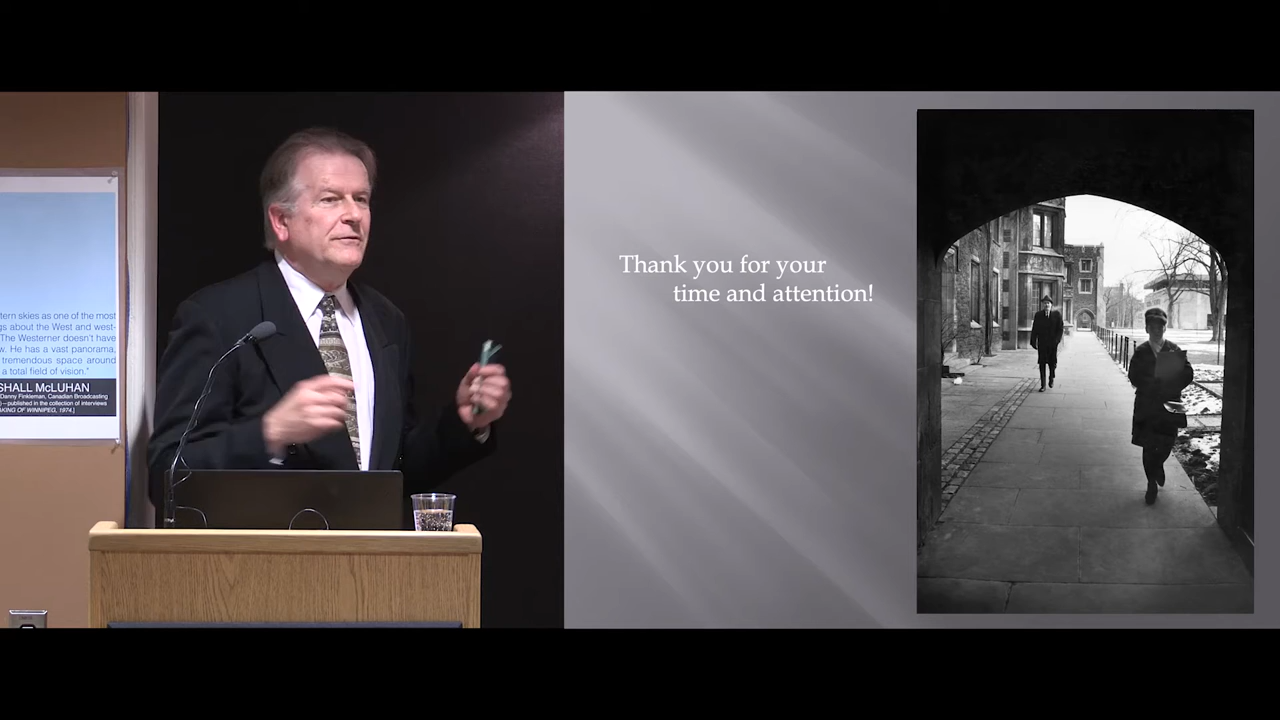 tern skies as one of the most
gs about the West and west-
The Westerner doesn't have
w. He has a vast panorama,
tremendous space around
a total field of vision."
SHALL McLUHAN
Danny Finkleman, Canadian Broadcasting
)—published in the collection of interviews
AKING OF WINNIPEG, 1974.]
Thank you for your
time and attention!